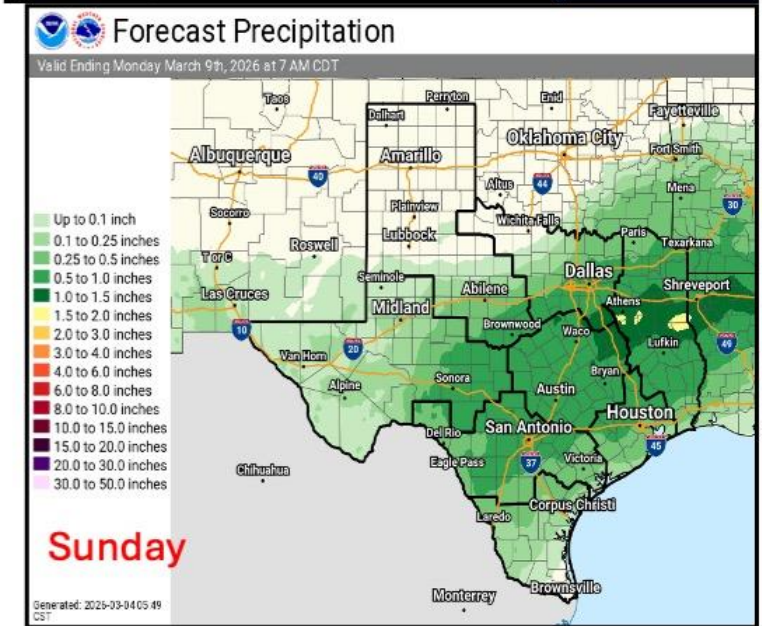 Forecast Precipitation
Valid Ending Monday March 9th, 2026 at 7 AM CDT
Taos
Perryton
Enid
Fayetteville
Dalhart
Oklahoma City
Albuquerque
Amarillo
Fort Smith
40
44
Altus
Mena
30
Plainview
Socorro
Wichita Falls
Roswell
Lubbock
Paris
Texarkana
T or C
Seminole
Dallas
Shreveport
Las Cruces
Abilene
Athens
Midland
10
Brownwood
Waco
Lufkin
49
20
Van Horn
Bryan
Alpine
Sonora
Austin
Houston
Del Rio
San Antonio
45
Eagle Pass
37
Victoria
Chihuahua
Corpus Christi
Laredo
Brownsville
Monterrey
Up to 0.1 inch
0.1 to 0.25 inches
0.25 to 0.5 inches
0.5 to 1.0 inches
1.0 to 1.5 inches
1.5 to 2.0 inches
2.0 to 3.0 inches
3.0 to 4.0 inches
4.0 to 6.0 inches
6.0 to 8.0 inches
8.0 to 10.0 inches
10.0 to 15.0 inches
15.0 to 20.0 inches
20.0 to 30.0 inches
30.0 to 50.0 inches
Sunday
Generated: 2026-03-04 05:49
CST